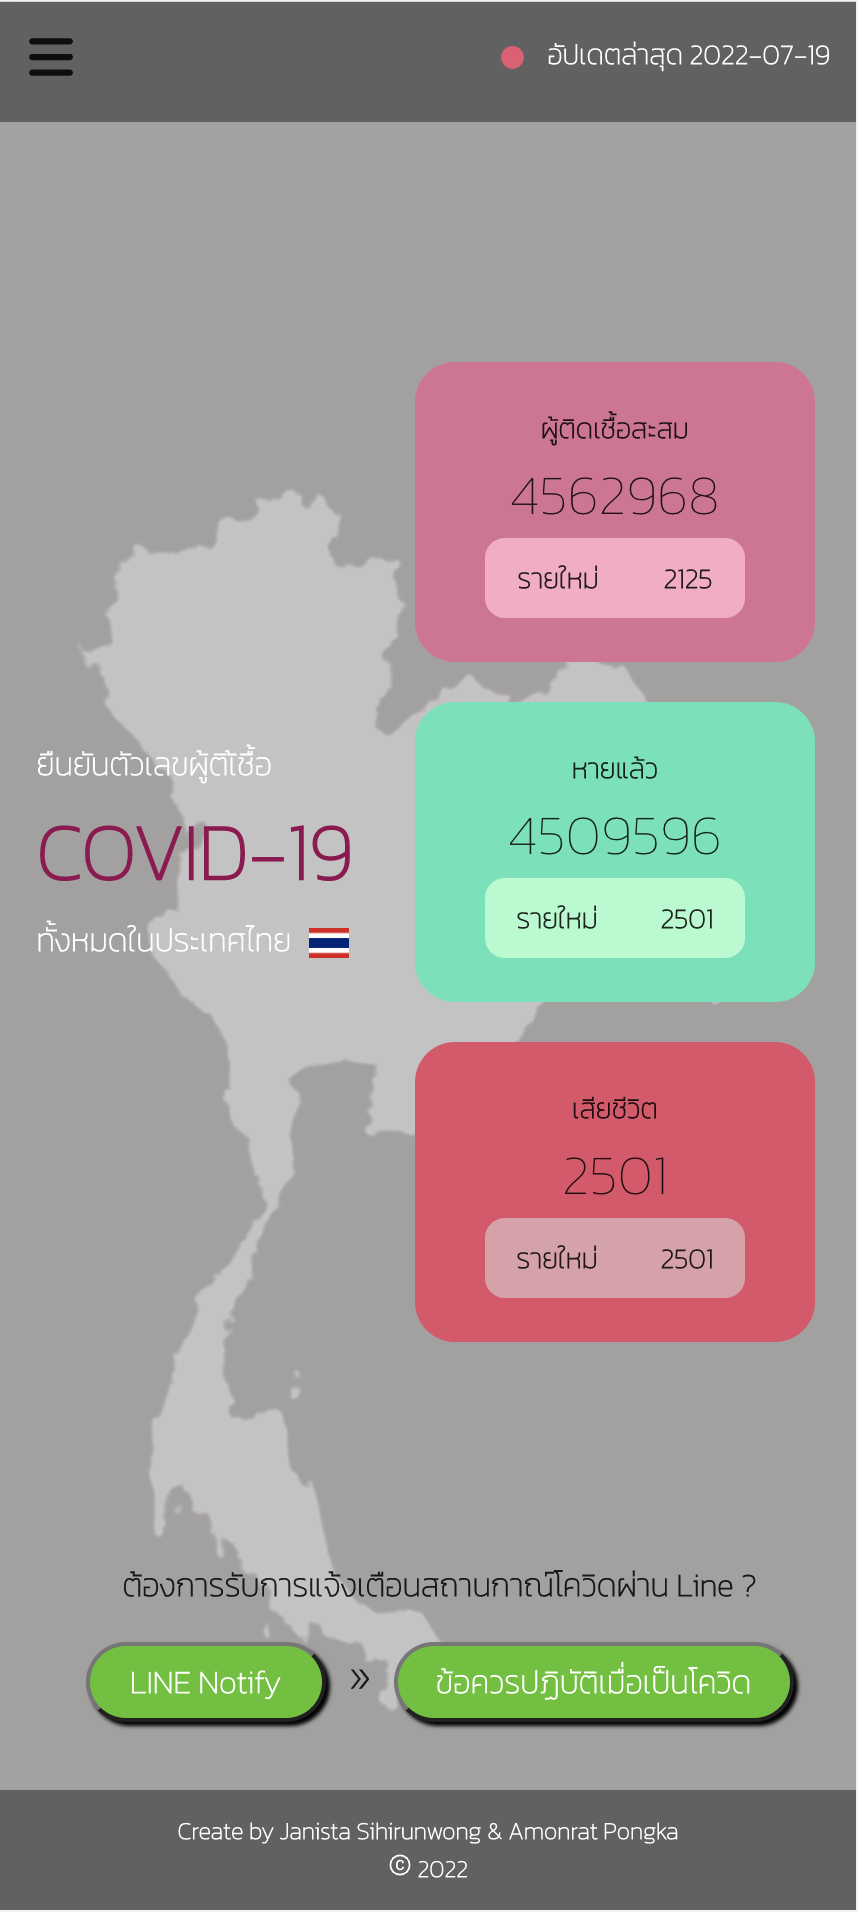 อัปเดตล่าสุด 2022-07-19
ผู้ติดเชื้อสะสม
4562968
รายใหม่ 2125
ยืนยันตัวเลขผู้ติเชื้อ
COVID-19
ทั้งหมดในประเทศไทย
หายแล้ว
4509596
รายใหม่ 2501
เสียชีวิต
2501
รายใหม่ 2501
ต้องการรับการแจ้งเตือนสถานกาณ์โควิดผ่าน Line ?
LINE Notify » ข้อควรปฏิบัติเมื่อเป็นโควิด
Create by Janista Sihirunwong & Amonrat Pongka
© 2022